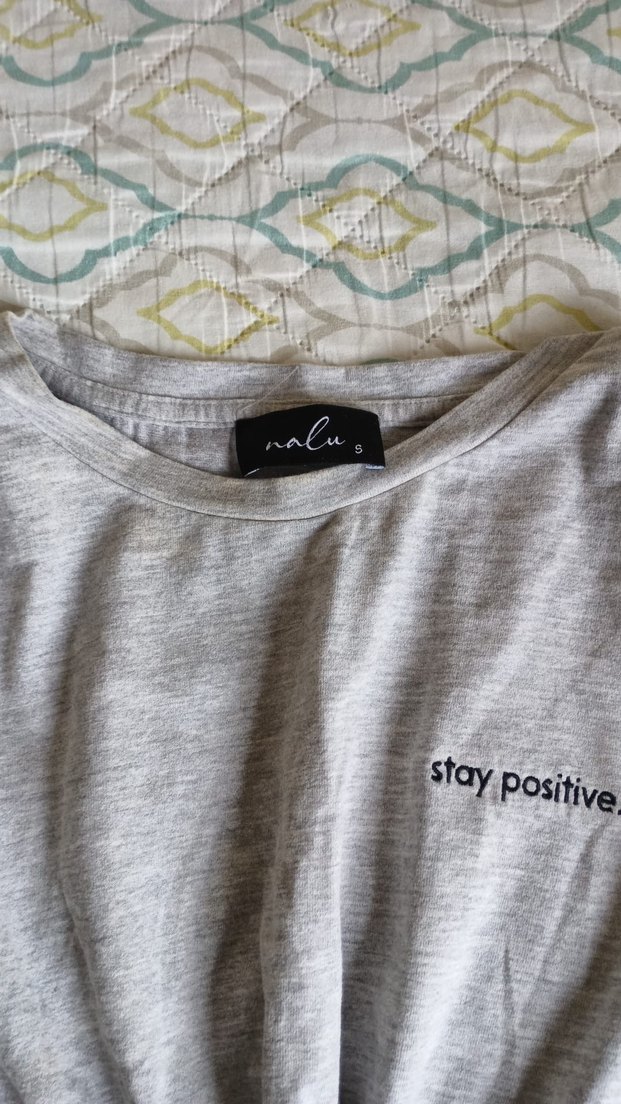 nalu
S
stay positive.